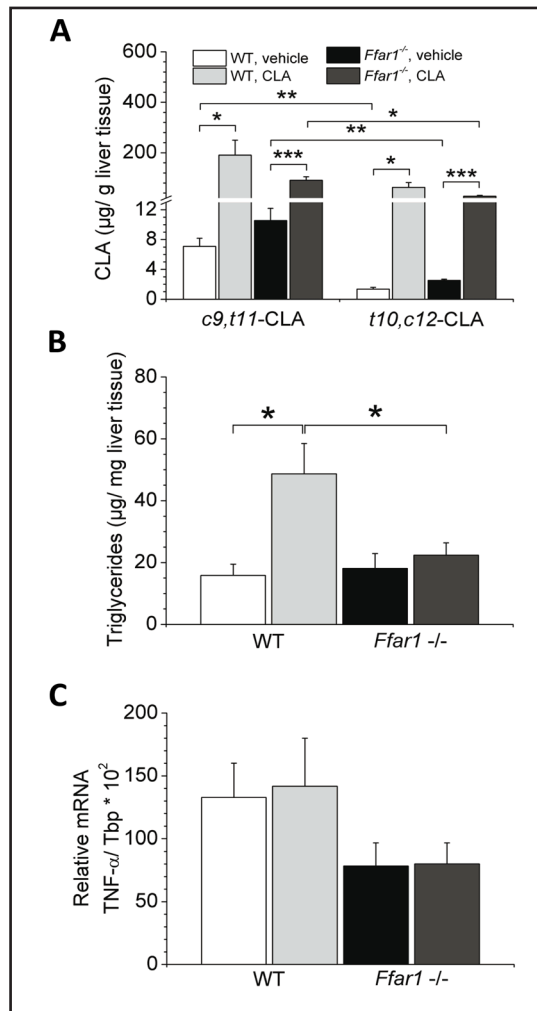 A
600
400
200
12
8
4
0
CLA (µg/ g liver tissue)
WT, vehicle
WT, CLA
Ffar1-/-, vehicle
Ffar1-/-, CLA
**
*
**
*
***
*
***
c9,t11-CLA
t10,c12-CLA
B
80
60
40
20
0
Triglycerides (µg/ mg liver tissue)
*
*
WT
Ffar1 -/-
C
200
150
100
50
0
Relative mRNA
TNF-α/ Tbp * 10²
WT
Ffar1 -/-